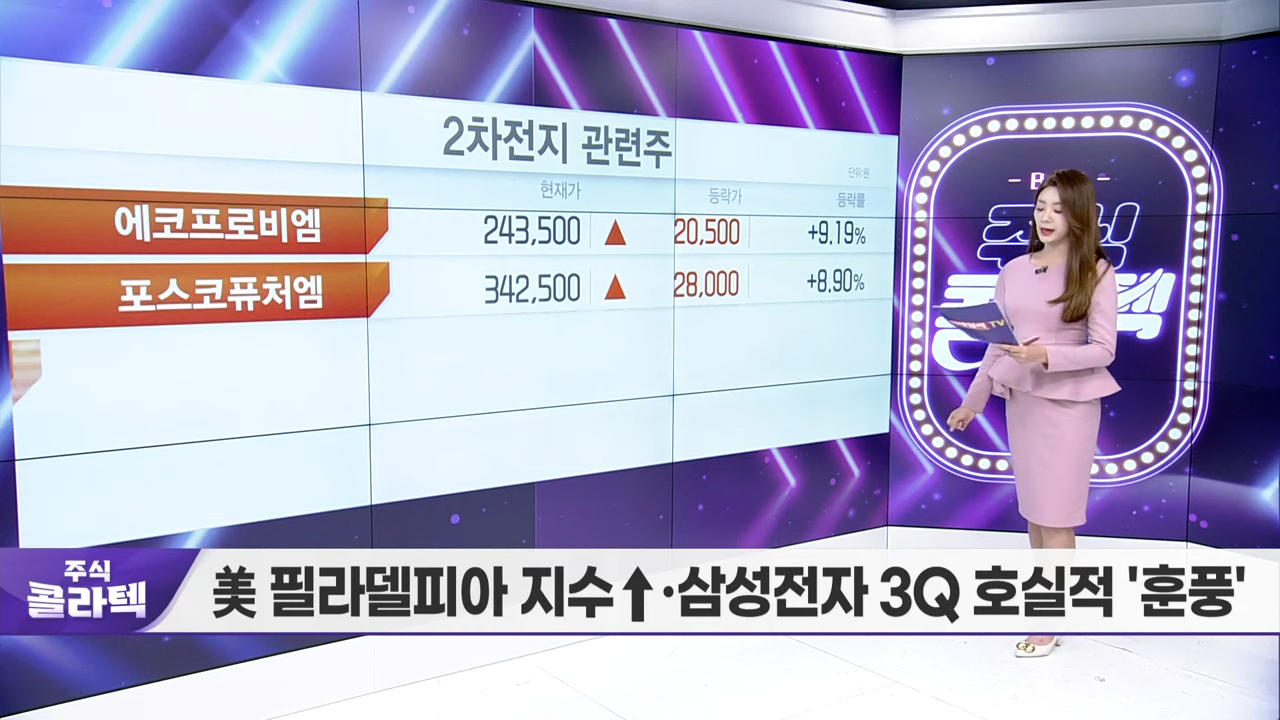 2차전지 관련주
단위:원
현재가 등락가 등락률
에코프로비엠 243,500 ▲ 20,500 +9.19%
포스코퓨처엠 342,500 ▲ 28,000 +8.90%
주식
TV
주식
콜라텍
美 필라델피아 지수↑·삼성전자 3Q 호실적 '훈풍'